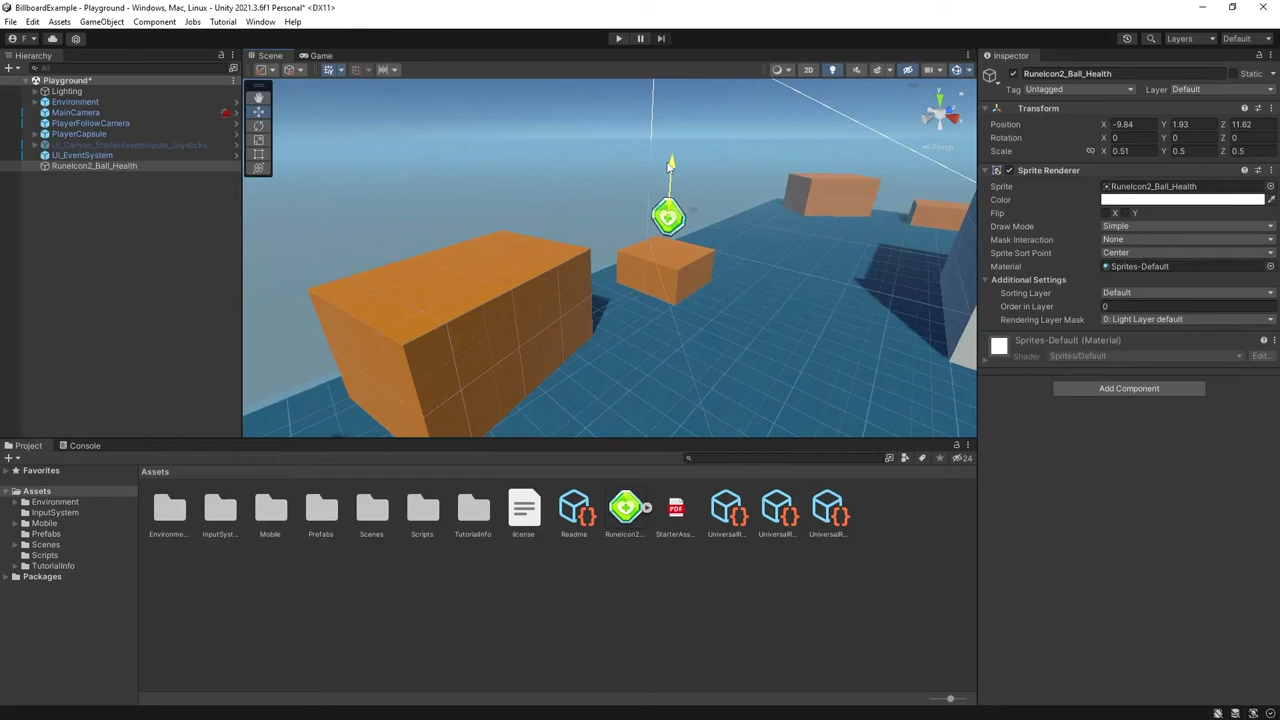 BillboardExample - Playground - Windows, Mac, Linux - Unity 2021.3.6f1 Personal* <DX11>
File Edit Assets GameObject Component Jobs Tutorial Window Help
F Layers Default
Hierarchy
All
Playground*
Lighting
Environment
MainCamera
PlayerFollowCamera
PlayerCapsule
UI_Canvas_StarterAssetsInputs_Joysticks
UI_EventSystem
RuneIcon2_Ball_Health
Scene Game
2D
y
x
Persp
Inspector
RuneIcon2_Ball_Health Static
Tag Untagged Layer Default
Transform
Position X -9.84 Y 1.93 Z 11.62
Rotation X 0 Y 0 Z 0
Scale X 0.51 Y 0.5 Z 0.5
Sprite Renderer
Sprite RuneIcon2_Ball_Health
Color
Flip X Y
Draw Mode Simple
Mask Interaction None
Sprite Sort Point Center
Material Sprites-Default
Additional Settings
Sorting Layer Default
Order in Layer 0
Rendering Layer Mask 0: Light Layer default
Sprites-Default (Material)
Shader Sprites/Default Edit...
Add Component
Project Console
24
Favorites
Assets
Environment
InputSystem
Mobile
Prefabs
Scenes
Scripts
TutorialInfo
Packages
Assets
PDF
Environme... InputSyst... Mobile Prefabs Scenes Scripts TutorialInfo license Readme RuneIcon2... StarterAss... UniversalR... UniversalR... UniversalR...